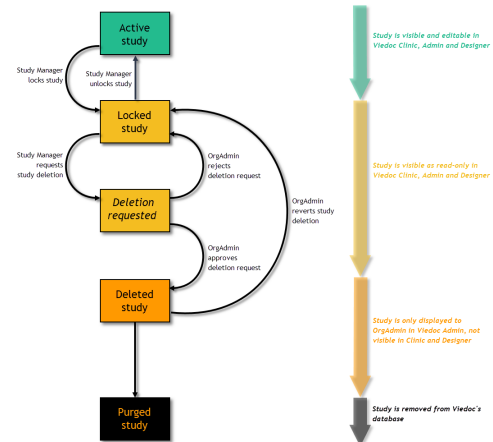 Active
study
Study is visible and editable in
Viedoc Clinic, Admin and Designer
Study Manager
locks study
Study Manager
unlocks study
Locked
study
Study Manager
requests
study deletion
OrgAdmin
rejects
deletion request
Study is visible as read-only in
Viedoc Clinic, Admin and Designer
Deletion
requested
OrgAdmin
reverts study
deletion
OrgAdmin
approves
deletion request
Deleted
study
Study is only displayed to
OrgAdmin in Viedoc Admin, not
visible in Clinic and Designer
Purged
study
Study is removed from Viedoc's
database